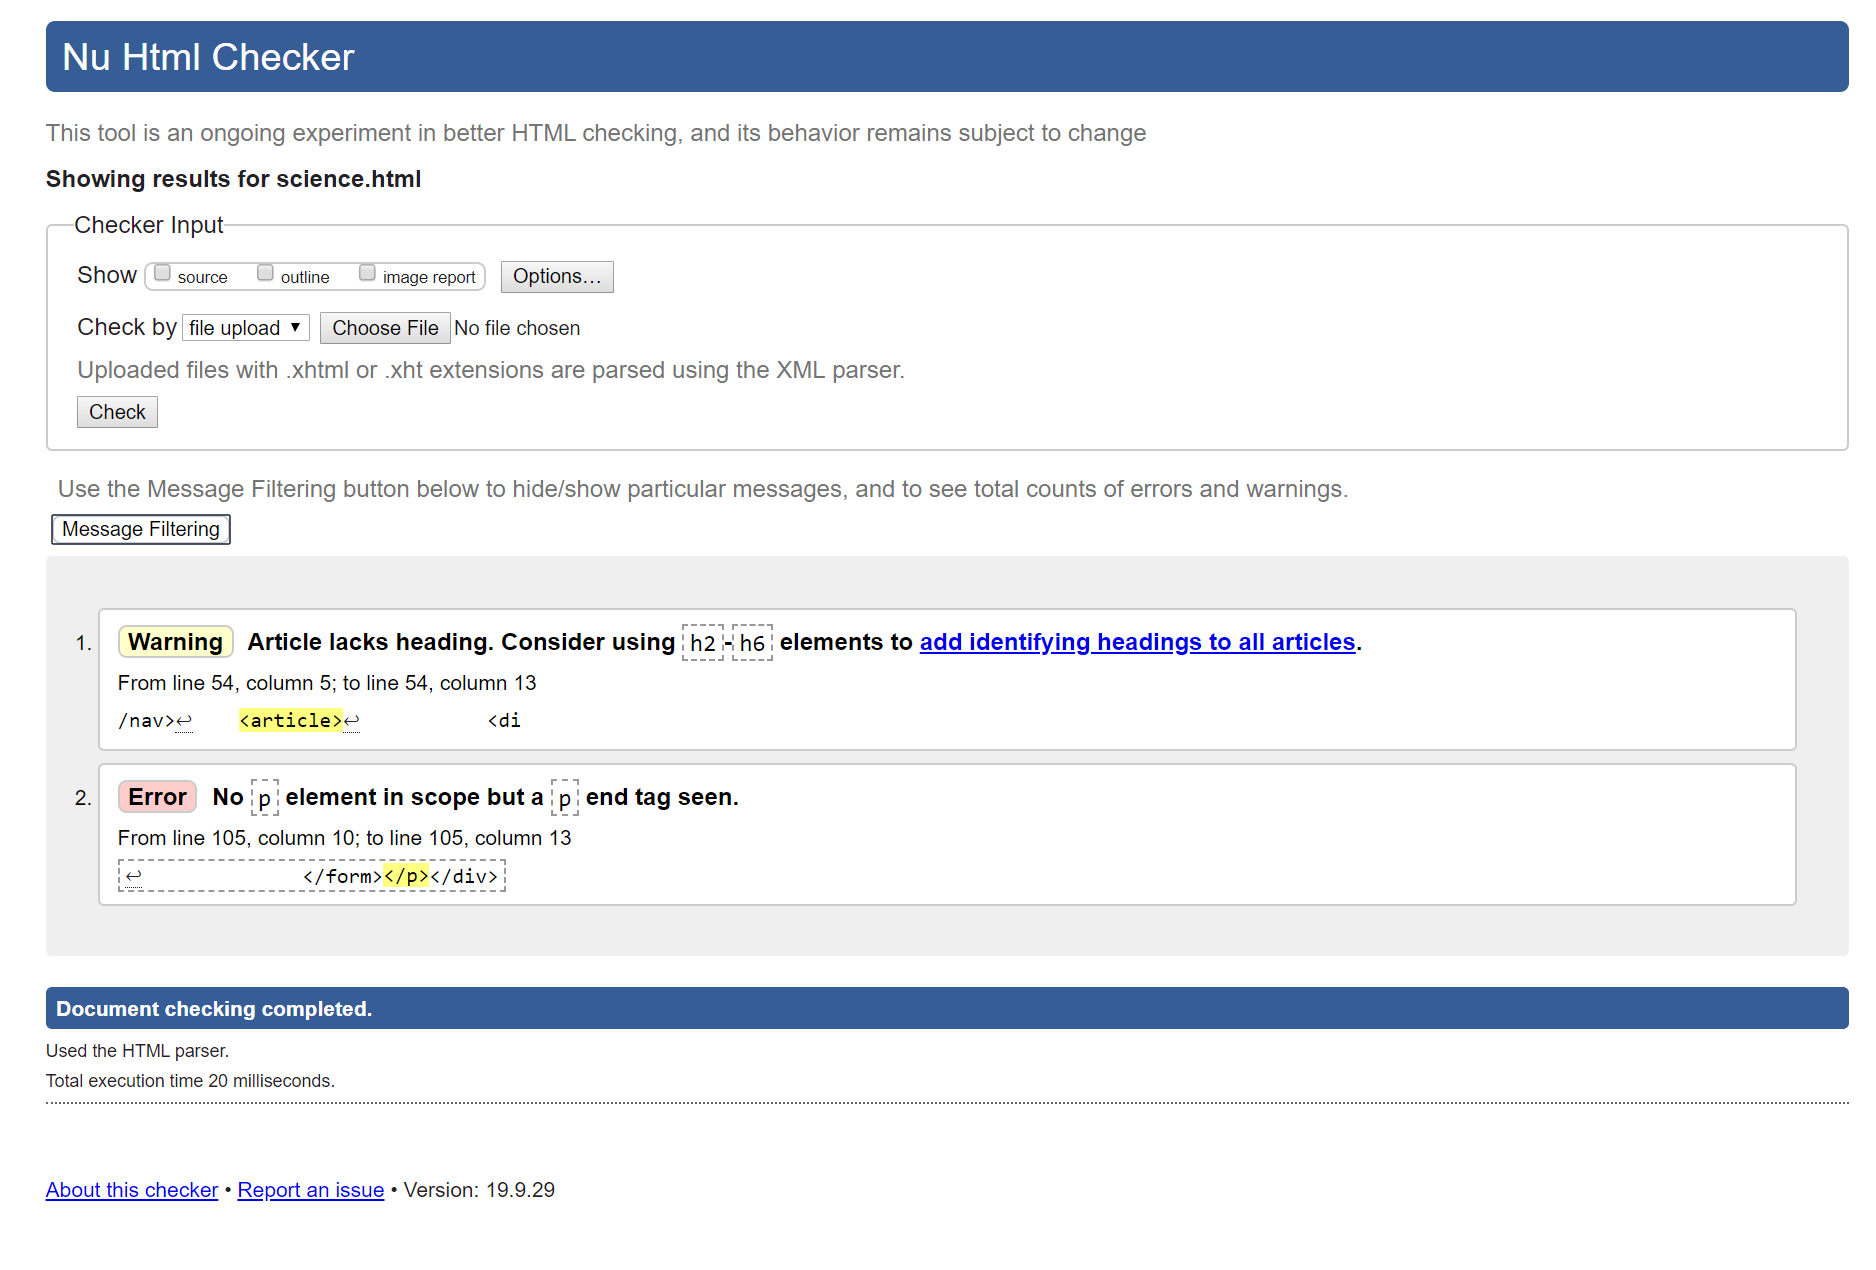 Nu Html Checker
This tool is an ongoing experiment in better HTML checking, and its behavior remains subject to change
Showing results for science.html
Checker Input
Show source outline image report Options...
Check by file upload ▼ Choose File No file chosen
Uploaded files with .xhtml or .xht extensions are parsed using the XML parser.
Check
Use the Message Filtering button below to hide/show particular messages, and to see total counts of errors and warnings.
Message Filtering
1. Warning Article lacks heading. Consider using h2-h6 elements to add identifying headings to all articles.
From line 54, column 5; to line 54, column 13
/nav>↩ <article>↩ <di
2. Error No p element in scope but a p end tag seen.
From line 105, column 10; to line 105, column 13
↩ </form></p></div>
Document checking completed.
Used the HTML parser.
Total execution time 20 milliseconds.
About this checker • Report an issue • Version: 19.9.29